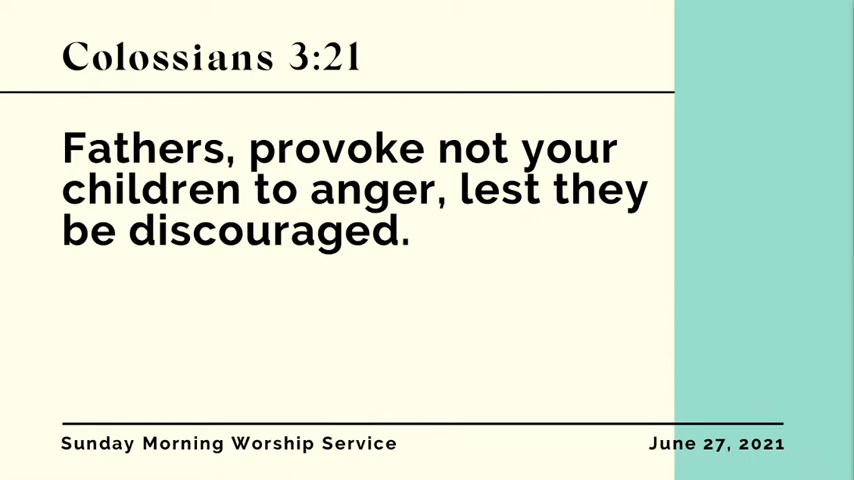 Colossians 3:21
Fathers, provoke not your
children to anger, lest they
be discouraged.
Sunday Morning Worship Service
June 27, 2021